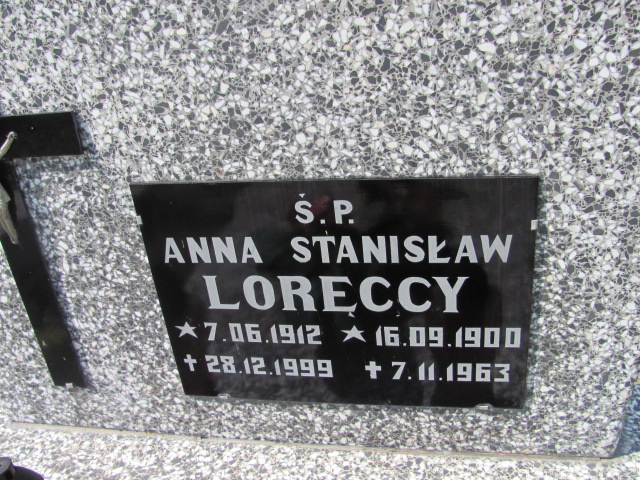 Ś.P.
ANNA STANISŁAW
LORĘCCY
★ 7.06.1912 ★ 16.09.1900
✝ 28.12.1999 ✝ 7.11.1963